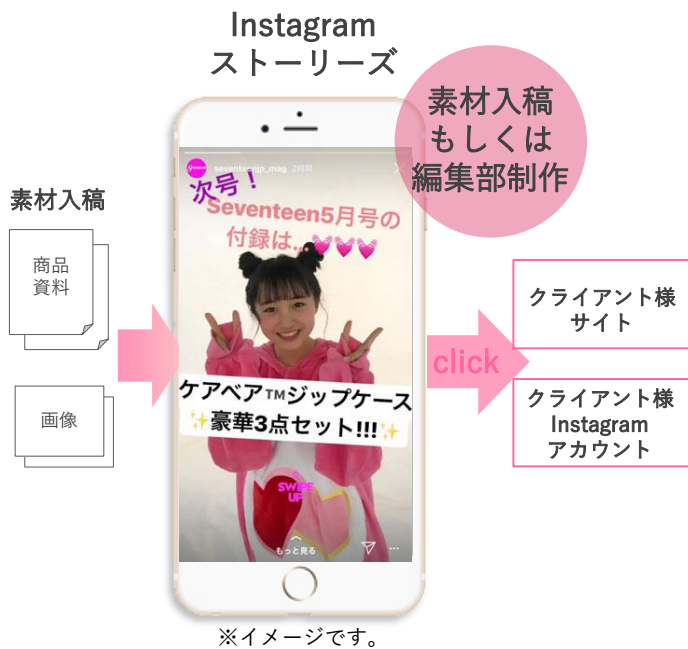 Instagram
ストーリーズ
素材入稿
もしくは
編集部制作
素材入稿
商品
資料
画像
seventeenjp_mag 2時間
次号！
Seventeen5月号の
付録は...💓💓💓
ケアベア™ジップケース
✨豪華3点セット!!!✨
SWIPE
UP
もっと見る
click
クライアント様
サイト
クライアント様
Instagram
アカウント
※イメージです。